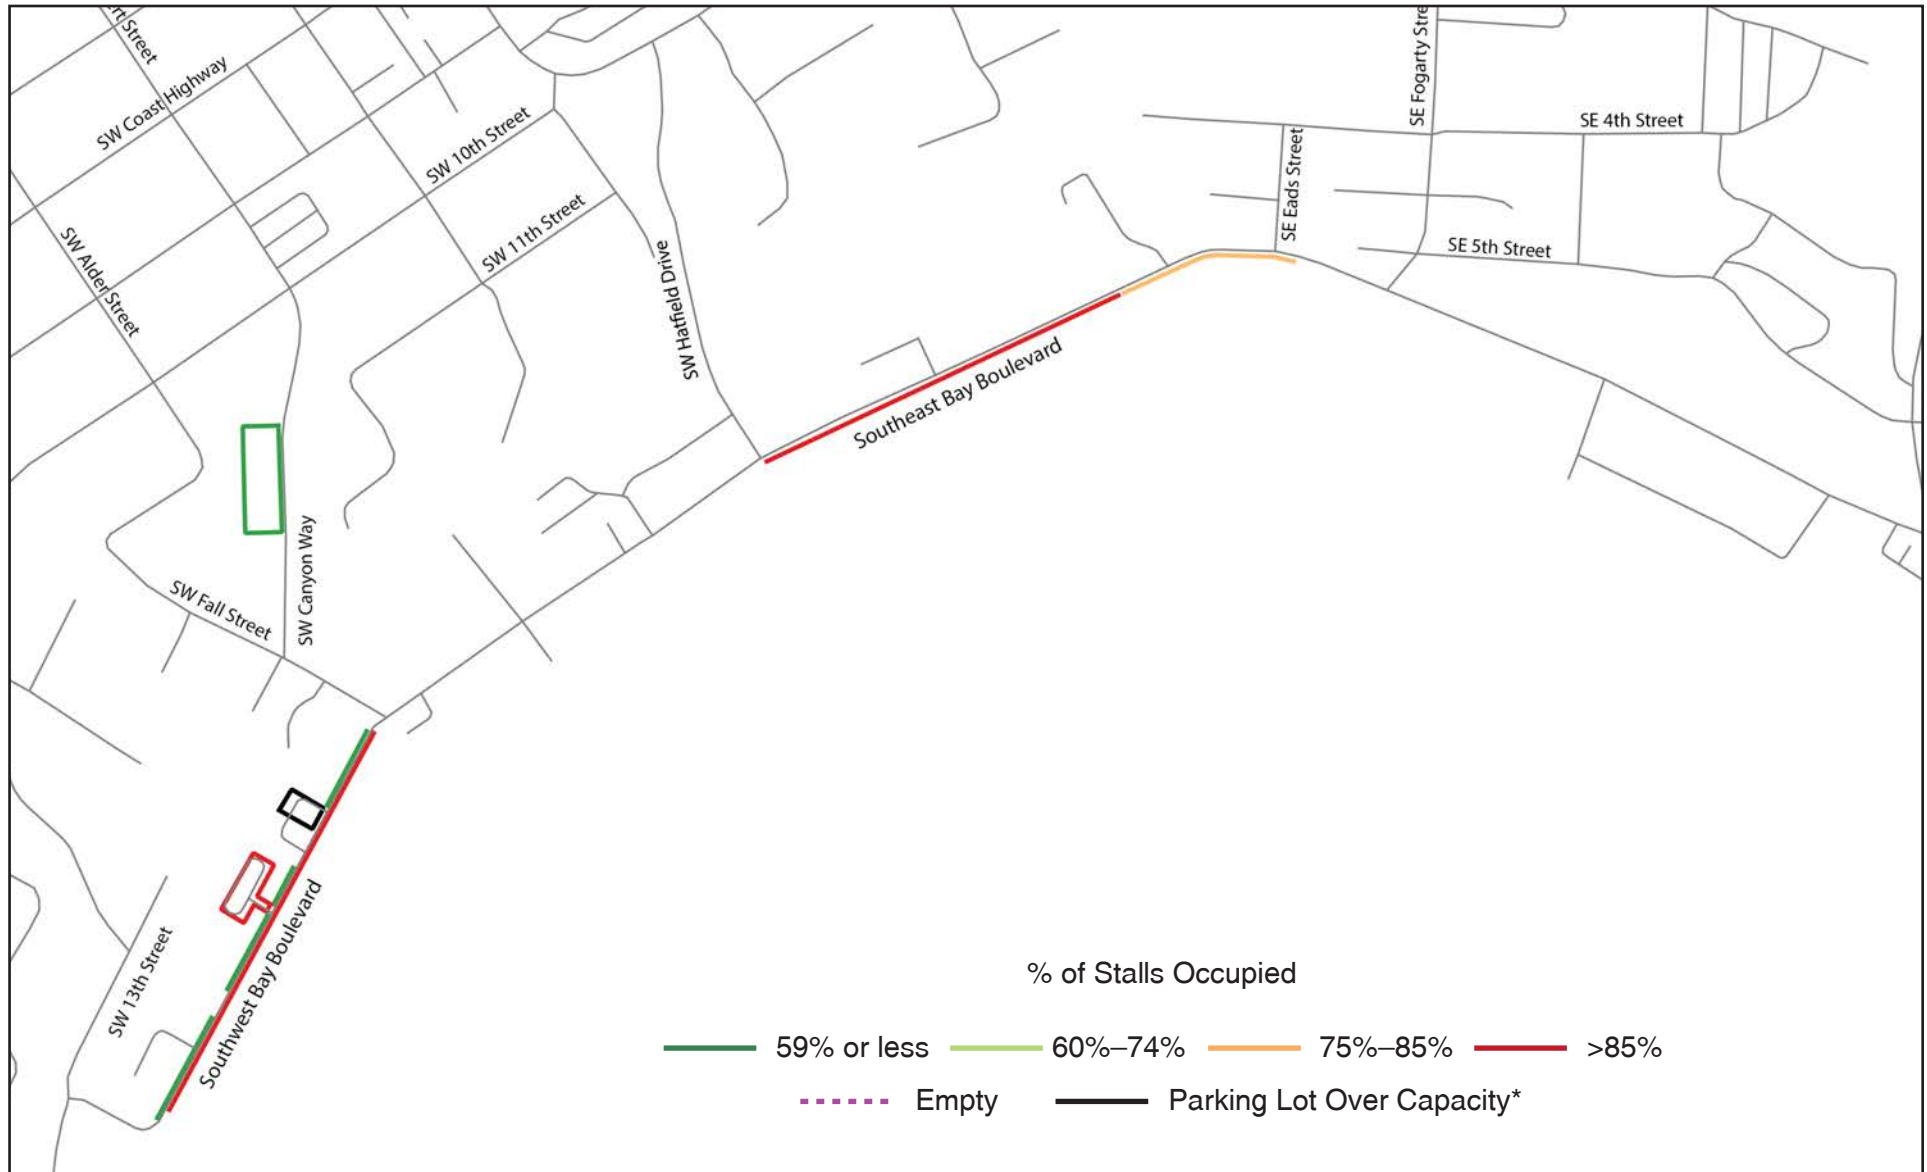 rt Street
SW Coast Highway
SW 10th Street
SW 11th Street
SW Alder Street
SW Hatfield Drive
SE Fogarty Stre
SE 4th Street
SE Eads Street
SE 5th Street
Southeast Bay Boulevard
SW Canyon Way
SW Fall Street
SW 13th Street
Southwest Bay Boulevard
% of Stalls Occupied
59% or less 60%–74% 75%–85% >85%
Empty Parking Lot Over Capacity*